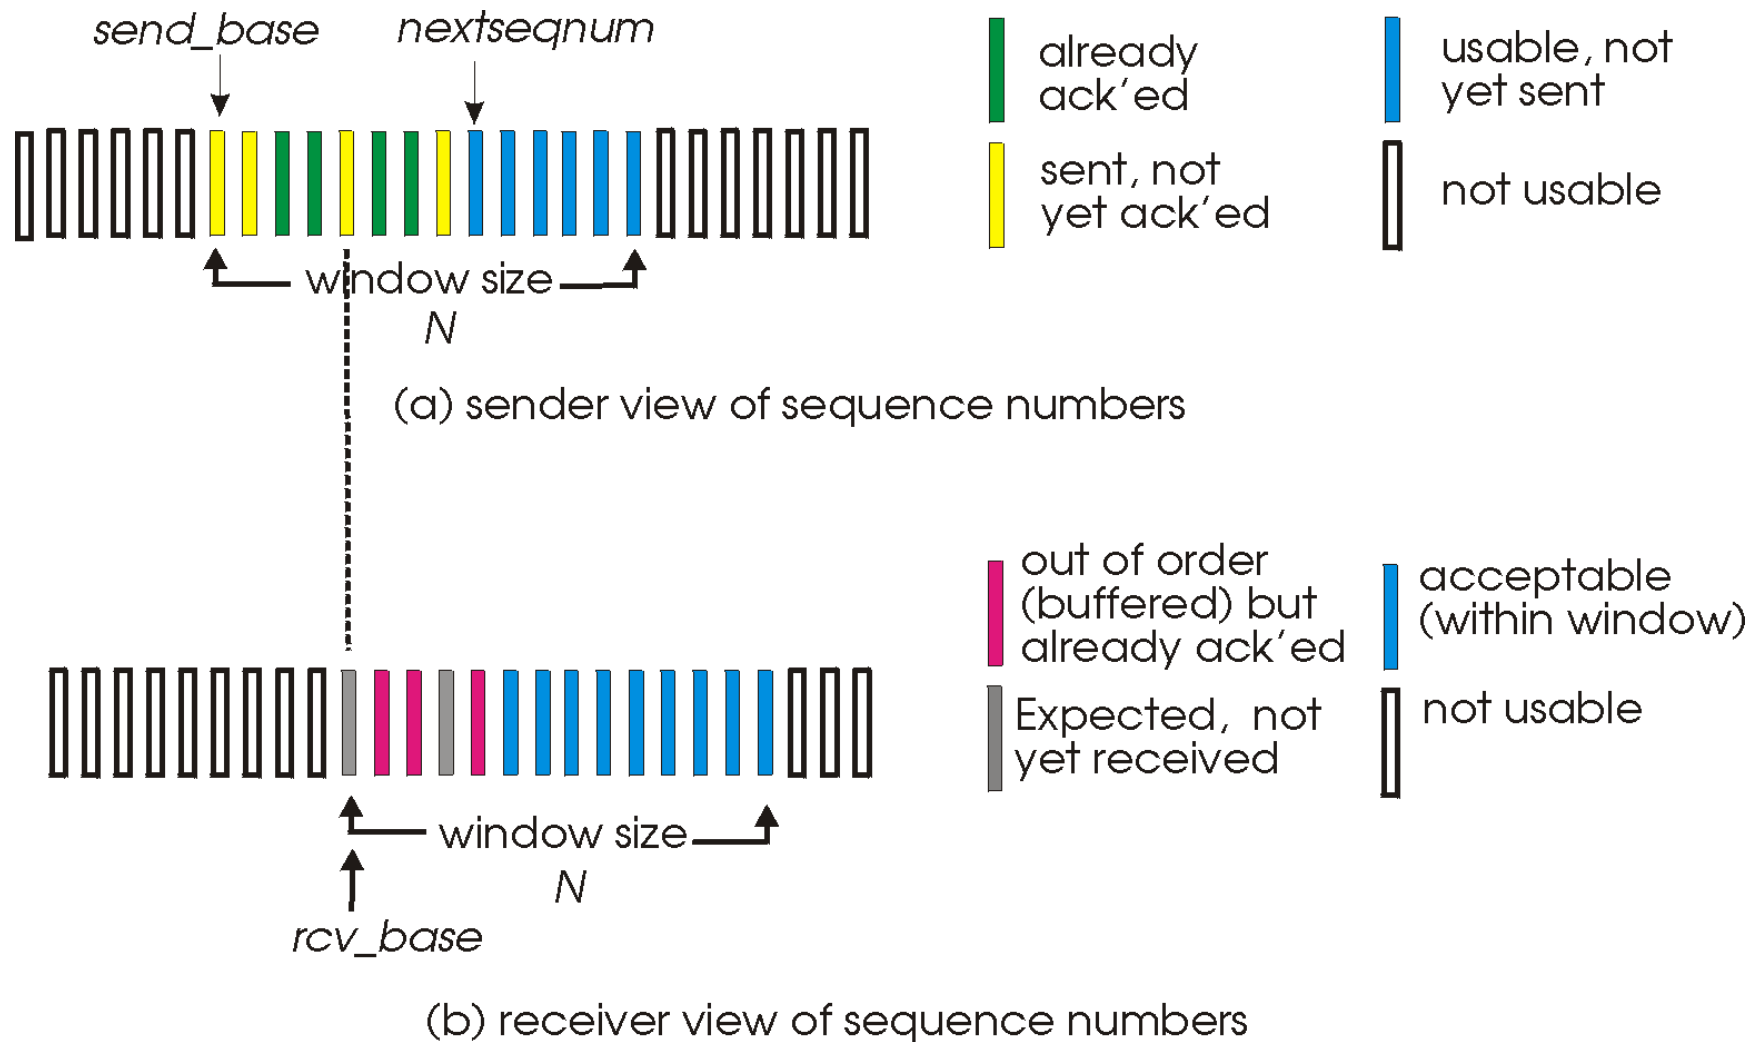 send_base
nextseqnum
already
ack'ed
usable, not
yet sent
sent, not
yet ack'ed
not usable
window size
N
(a) sender view of sequence numbers
out of order
(buffered) but
already ack'ed
acceptable
(within window)
Expected, not
yet received
not usable
window size
N
rcv_base
(b) receiver view of sequence numbers